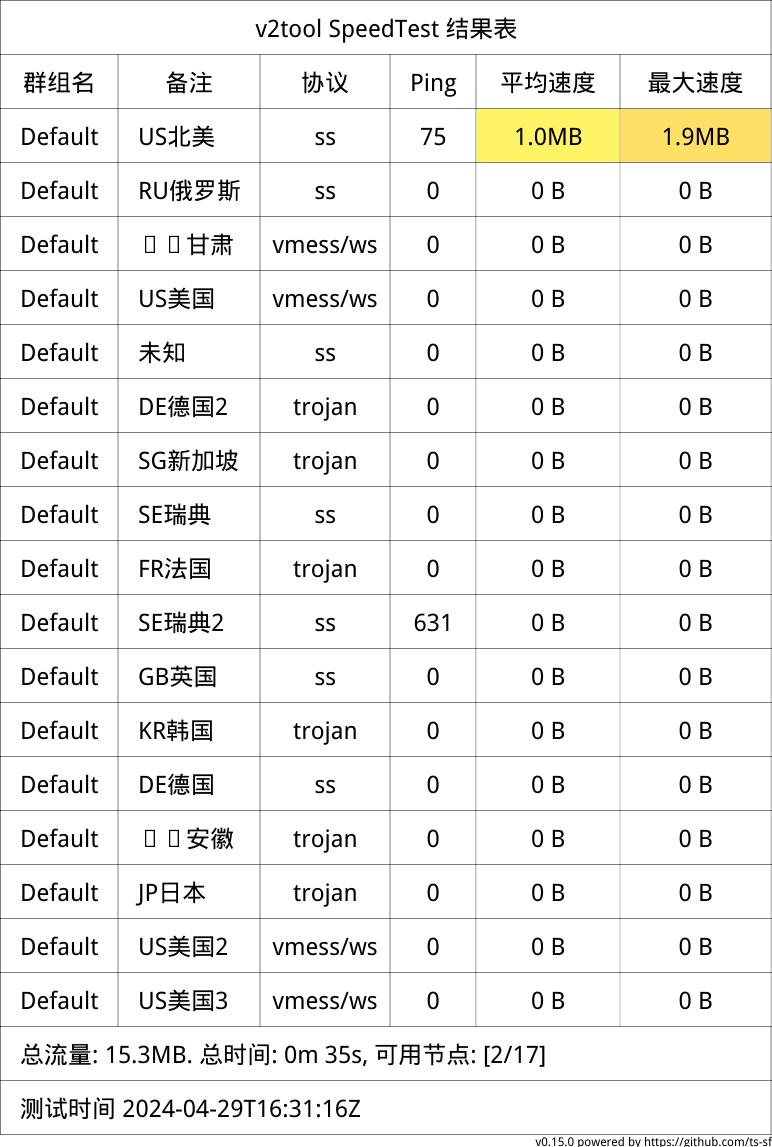 v2tool SpeedTest 结果表
群组名 备注 协议 Ping 平均速度 最大速度
Default US北美 ss 75 1.0MB 1.9MB
Default RU俄罗斯 ss 0 0 B 0 B
Default 甘肃 vmess/ws 0 0 B 0 B
Default US美国 vmess/ws 0 0 B 0 B
Default 未知 ss 0 0 B 0 B
Default DE德国2 trojan 0 0 B 0 B
Default SG新加坡 trojan 0 0 B 0 B
Default SE瑞典 ss 0 0 B 0 B
Default FR法国 trojan 0 0 B 0 B
Default SE瑞典2 ss 631 0 B 0 B
Default GB英国 ss 0 0 B 0 B
Default KR韩国 trojan 0 0 B 0 B
Default DE德国 ss 0 0 B 0 B
Default 安徽 trojan 0 0 B 0 B
Default JP日本 trojan 0 0 B 0 B
Default US美国2 vmess/ws 0 0 B 0 B
Default US美国3 vmess/ws 0 0 B 0 B
总流量: 15.3MB. 总时间: 0m 35s, 可用节点: [2/17]
测试时间 2024-04-29T16:31:16Z
v0.15.0 powered by https://github.com/ts-sf